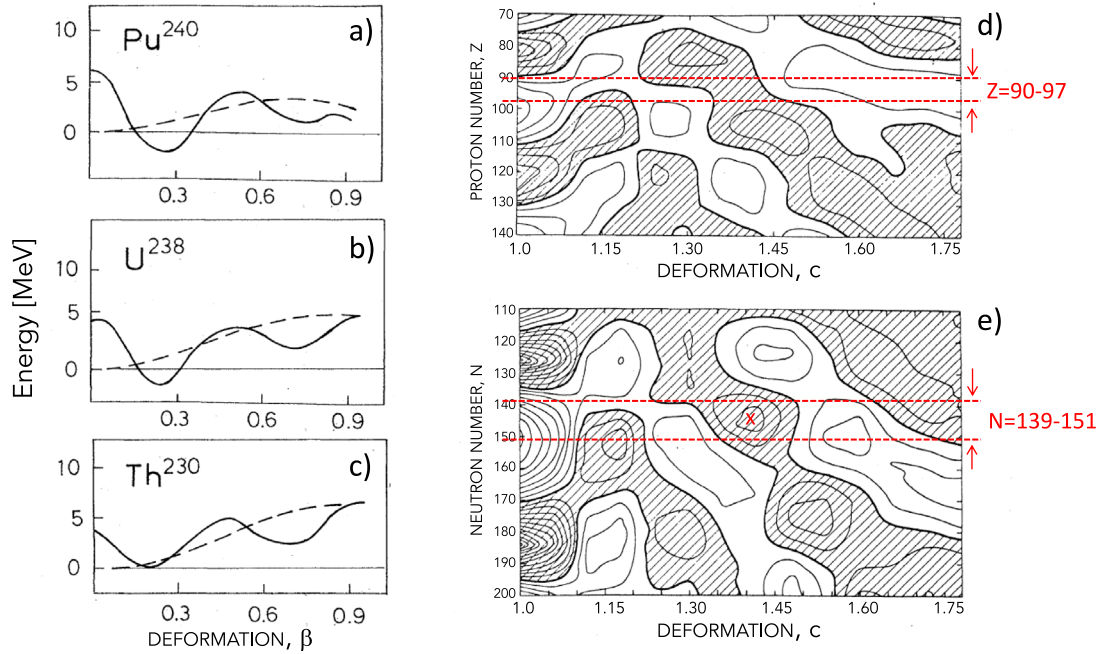 a)
Pu240
10
5
0
0.3
0.6
0.9
b)
U238
10
5
0
0.3
0.6
0.9
c)
Th230
10
5
0
0.3
0.6
0.9
Energy [MeV]
DEFORMATION, β
d)
PROTON NUMBER, Z
70
80
90
100
110
120
130
140
1.0
1.15
1.30
1.45
1.60
1.75
DEFORMATION, c
Z=90-97
e)
NEUTRON NUMBER, N
110
120
130
140
150
160
170
180
190
200
x
1.0
1.15
1.30
1.45
1.60
1.75
DEFORMATION, c
N=139-151